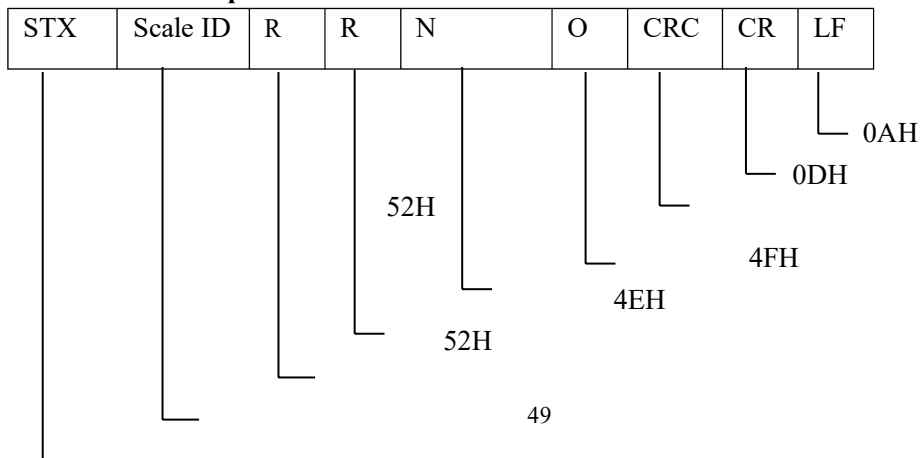 STX Scale ID R R N O CRC CR LF
0AH
0DH
52H
4FH
4EH
52H
49